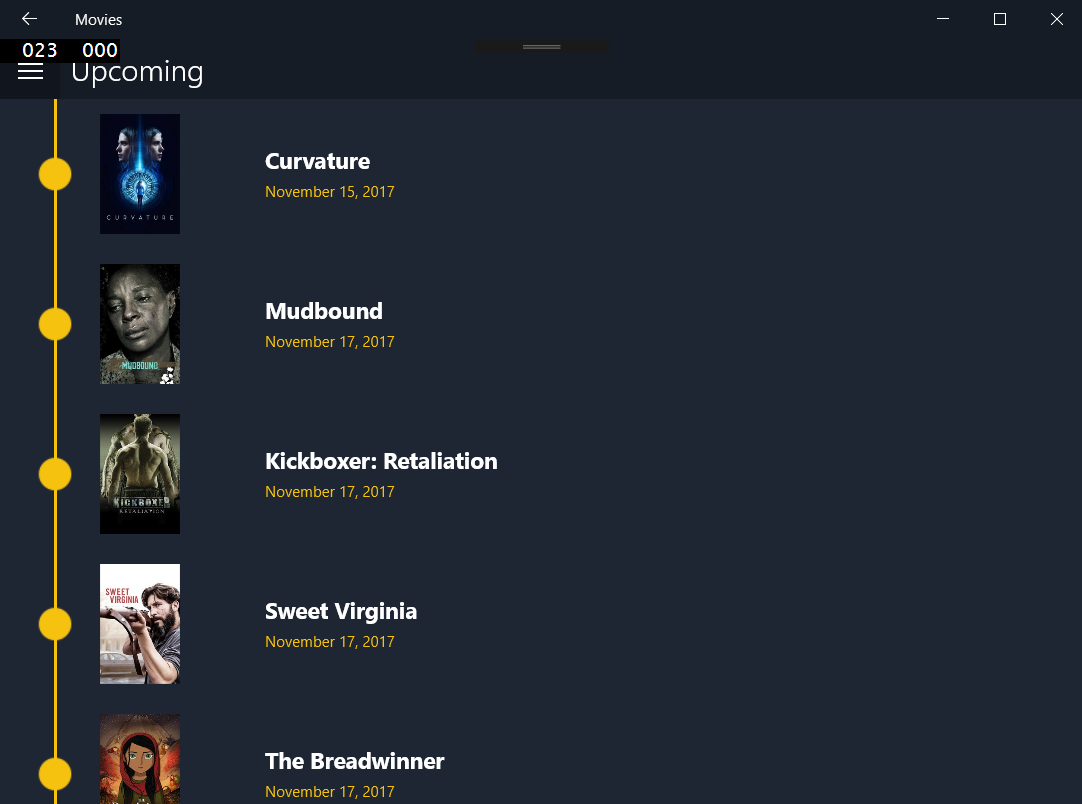 Movies
023 000
Upcoming
CURVATURE
Curvature
November 15, 2017
MUDBOUND
Mudbound
November 17, 2017
KICKBOXER
RETALIATION
Kickboxer: Retaliation
November 17, 2017
SWEET
VIRGINIA
Sweet Virginia
November 17, 2017
The Breadwinner
November 17, 2017